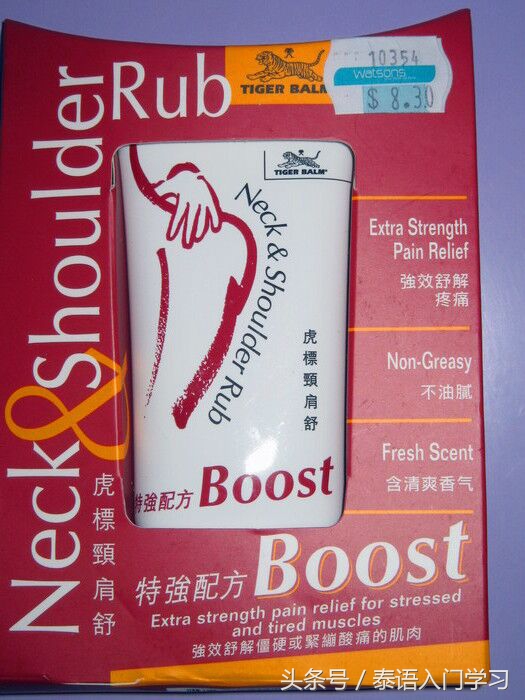 Neck & Shoulder
Rub
TIGER BALM
10354
watsons
$ 8.30
虎標頸肩舒
TIGER BALM®
Neck & Shoulder Rub
虎標頸肩舒
特強配方 Boost
Extra Strength
Pain Relief
強效舒解
疼痛
Non-Greasy
不油膩
Fresh Scent
含清爽香气
特強配方 Boost
Extra strength pain relief for stressed
and tired muscles
強效舒解僵硬或緊繃酸痛的肌肉
头条号 / 泰语入门学习